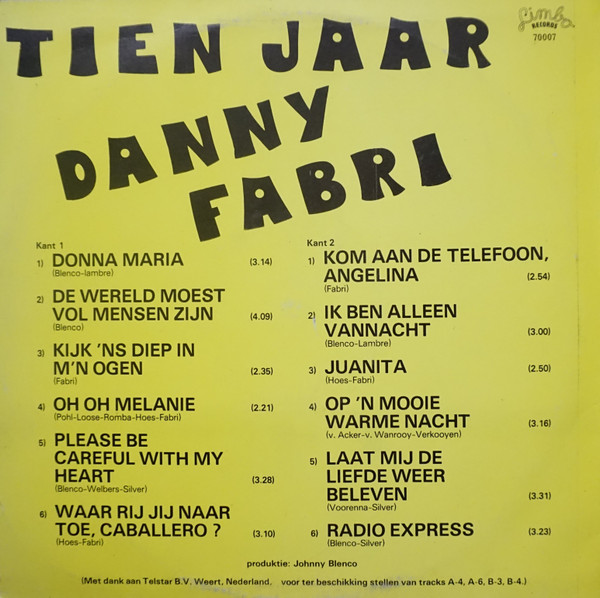 Limbo
RECORDS
70007
TIEN JAAR
DANNY
FABRI
Kant 1
1) DONNA MARIA (3.14)
(Blenco-lambre)
2) DE WERELD MOEST
VOL MENSEN ZIJN (4.09)
(Blenco)
3) KIJK 'NS DIEP IN
M'N OGEN (2.35)
(Fabri)
4) OH OH MELANIE (2.21)
(Pohl-Loose-Romba-Hoes-Fabri)
5) PLEASE BE
CAREFUL WITH MY
HEART (3.28)
(Blenco-Welbers-Silver)
6) WAAR RIJ JIJ NAAR
TOE, CABALLERO ? (3.10)
(Hoes-Fabri)
Kant 2
1) KOM AAN DE TELEFOON,
ANGELINA (2.54)
(Fabri)
2) IK BEN ALLEEN
VANNACHT (3.00)
(Blenco-Lambre)
3) JUANITA (2.50)
(Hoes-Fabri)
4) OP 'N MOOIE
WARME NACHT (3.16)
(v. Acker-v. Wanrooy-Verkooyen)
5) LAAT MIJ DE
LIEFDE WEER
BELEVEN (3.31)
(Voorenna-Silver)
6) RADIO EXPRESS (3.23)
(Blenco-Silver)
produktie: Johnny Blenco
(Met dank aan Telstar B.V. Weert, Nederland. voor ter beschikking stellen van tracks A-4, A-6, B-3, B-4.)